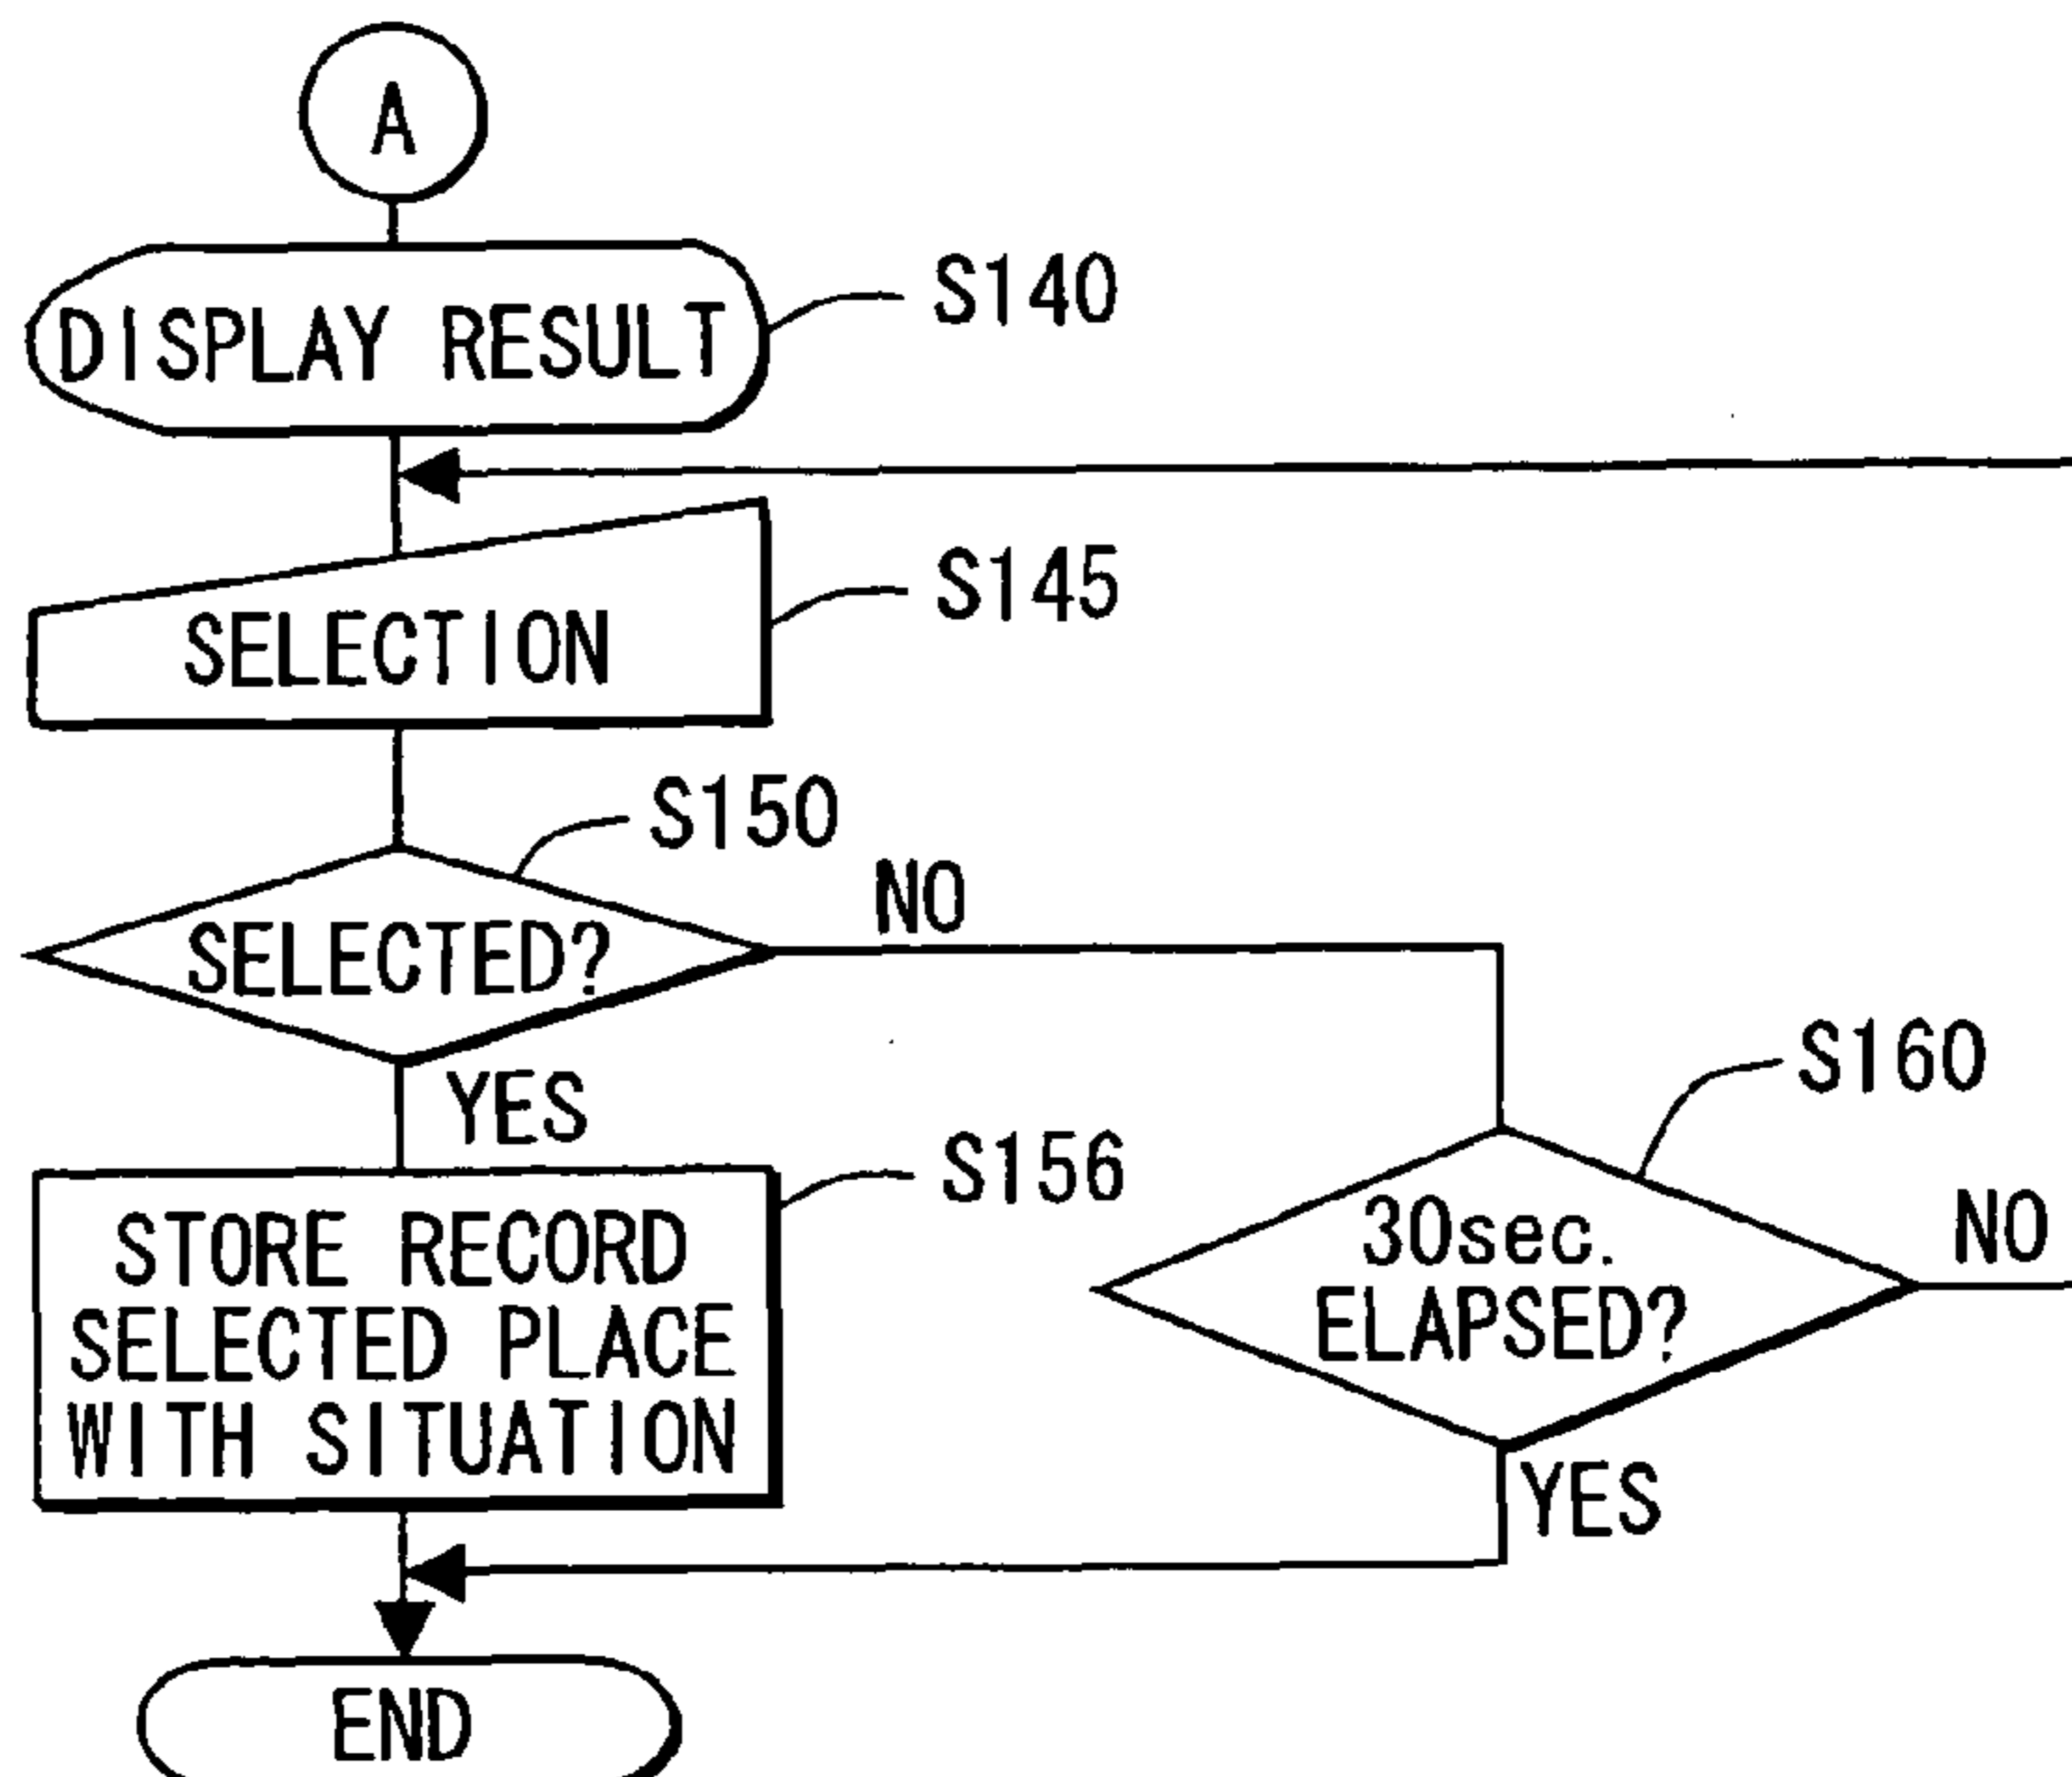 A
DISPLAY RESULT
S140
SELECTION
S145
S150
NO
SELECTED?
YES
S156
STORE RECORD
SELECTED PLACE
WITH SITUATION
S160
30sec.
ELAPSED?
NO
YES
END